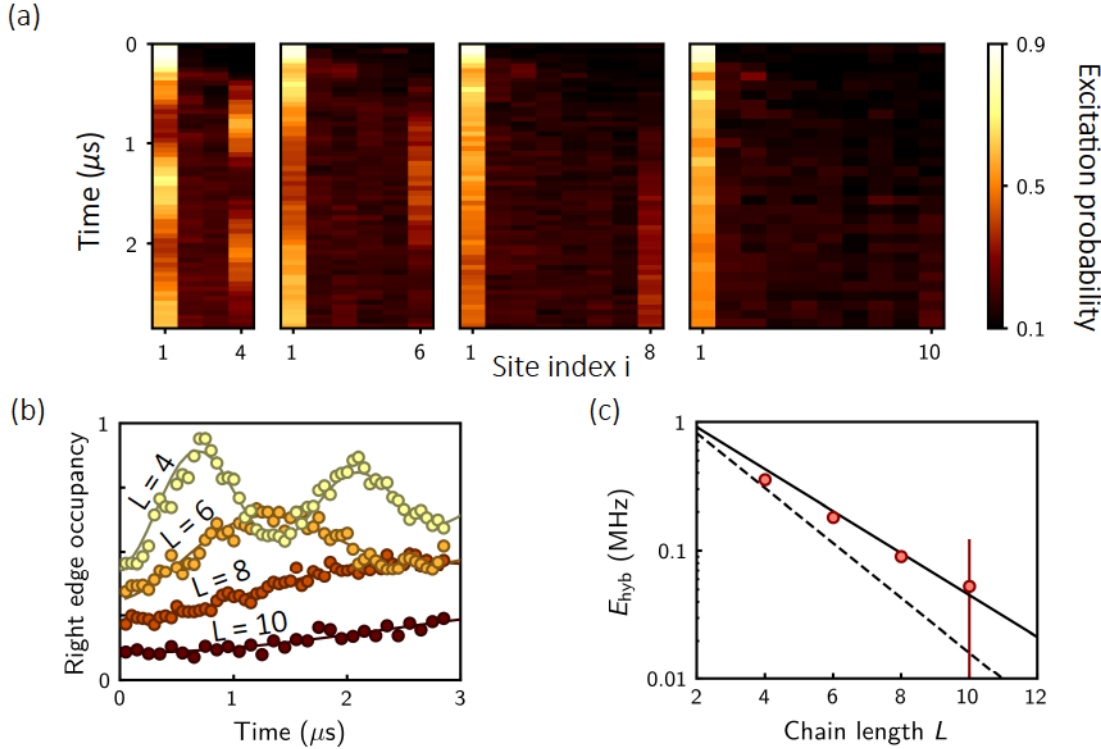 (a)
0
1
2
Time (μs)
1 4
1 6
1 8
1 10
Site index i
0.9
0.5
0.1
Excitation probability
(b)
1
0
Right edge occupancy
L = 4
L = 6
L = 8
L = 10
0 1 2 3
Time (μs)
(c)
1
0.1
0.01
E_hyb (MHz)
2 4 6 8 10 12
Chain length L